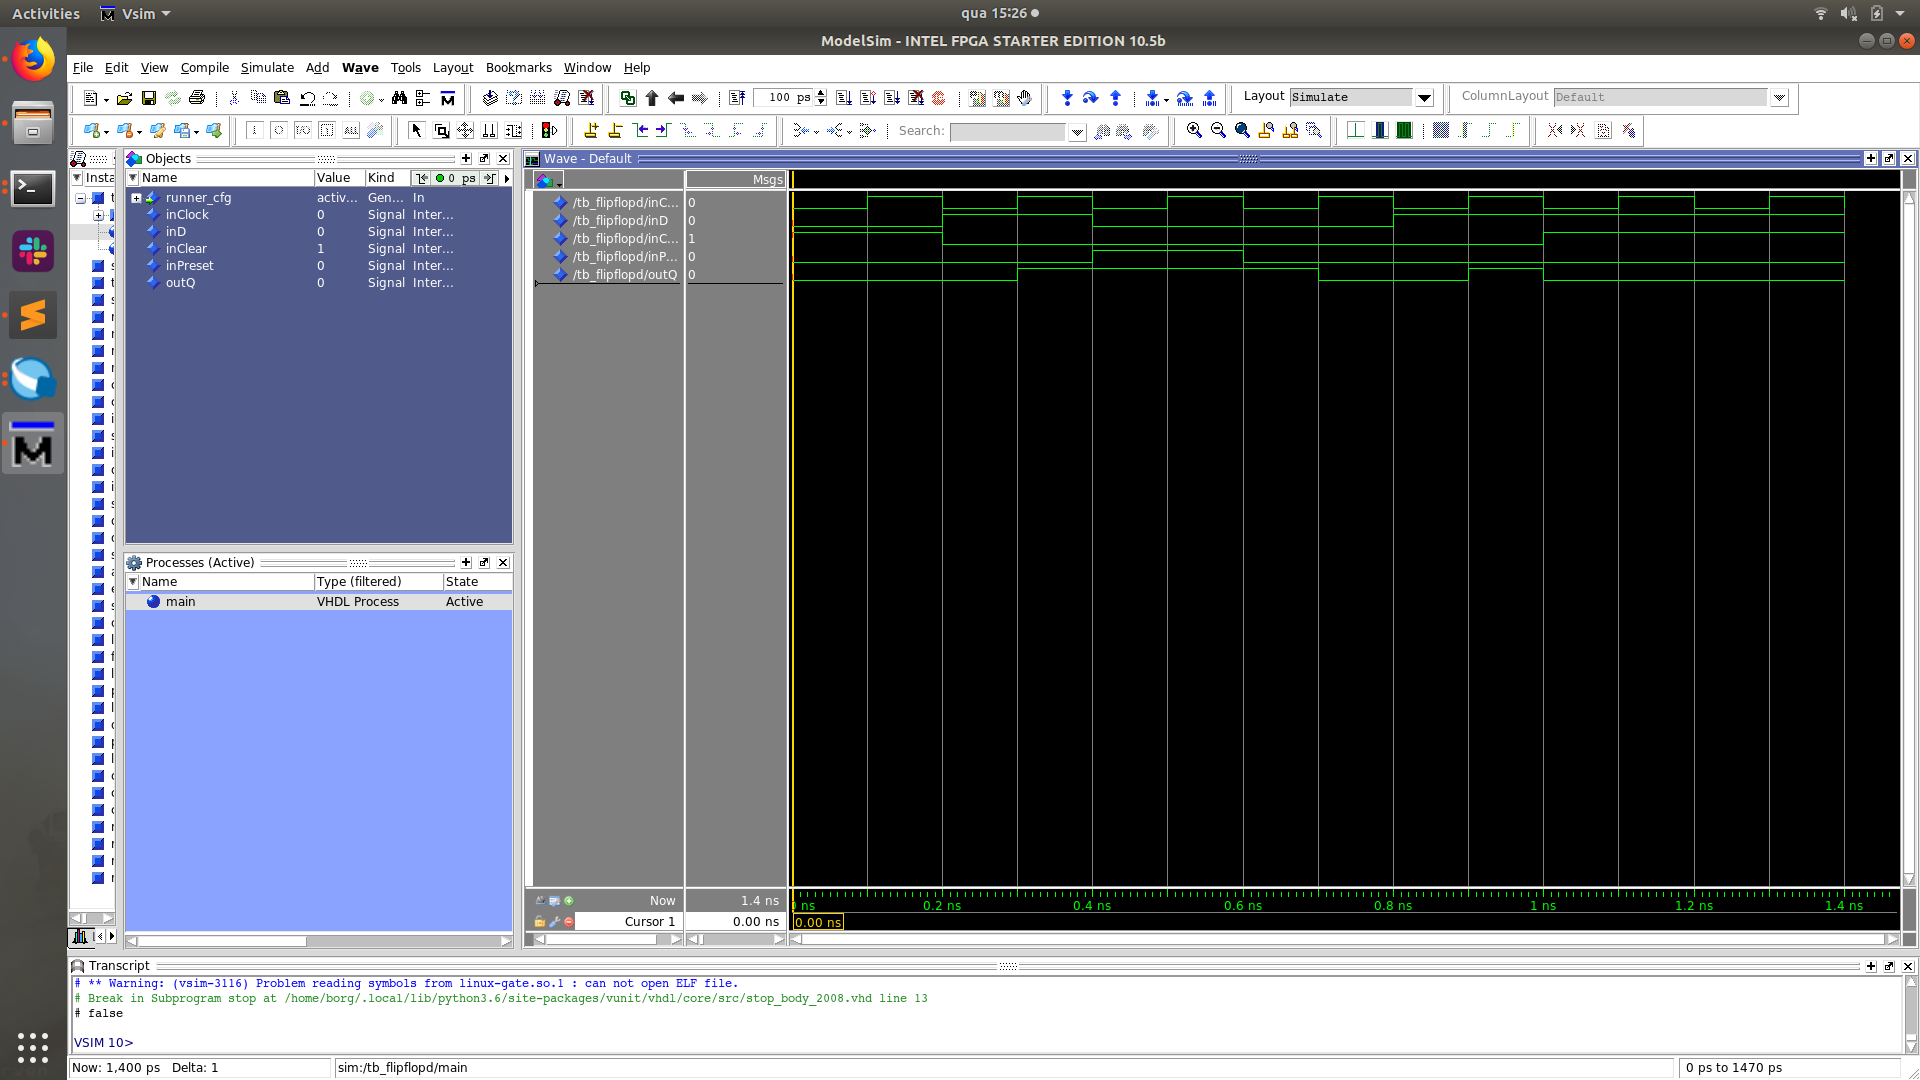 Activities Vsim qua 15:26
ModelSim - INTEL FPGA STARTER EDITION 10.5b
File Edit View Compile Simulate Add Wave Tools Layout Bookmarks Window Help
100 ps Layout Simulate ColumnLayout Default
Search:
Objects
Name Value Kind 0 ps
runner_cfg activ... Gen... In
inClock 0 Signal Inter...
inD 0 Signal Inter...
inClear 1 Signal Inter...
inPreset 0 Signal Inter...
outQ 0 Signal Inter...
Insta
Processes (Active)
Name Type (filtered) State
main VHDL Process Active
Wave - Default
Msgs
/tb_flipflopd/inC... 0
/tb_flipflopd/inD 0
/tb_flipflopd/inC... 1
/tb_flipflopd/inP... 0
/tb_flipflopd/outQ 0
Now 1.4 ns
ns 0.2 ns 0.4 ns 0.6 ns 0.8 ns 1 ns 1.2 ns 1.4 ns
Cursor 1 0.00 ns 0.00 ns
Transcript
# ** Warning: (vsim-3116) Problem reading symbols from linux-gate.so.1 : can not open ELF file.
# Break in Subprogram stop at /home/borg/.local/lib/python3.6/site-packages/vunit/vhdl/core/src/stop_body_2008.vhd line 13
# false
VSIM 10>
Now: 1,400 ps Delta: 1 sim:/tb_flipflopd/main 0 ps to 1470 ps